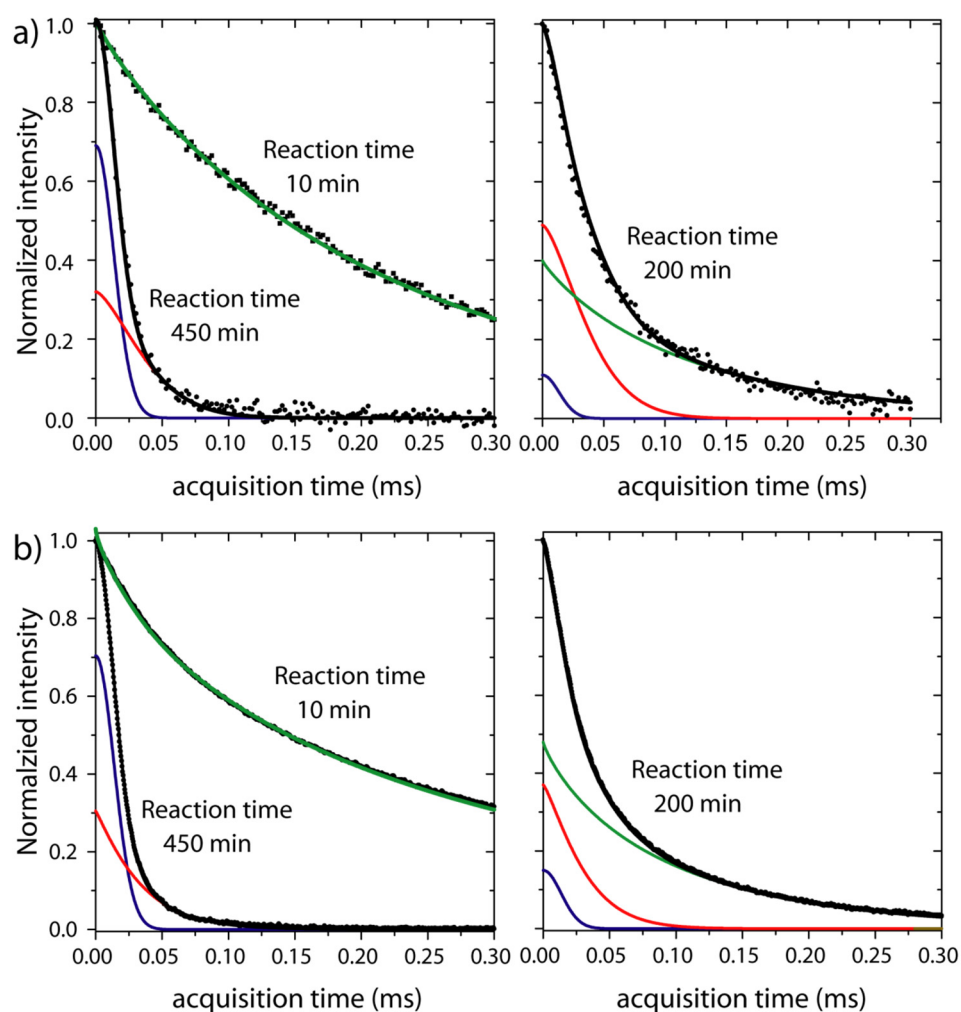 a)
Normalized intensity
1.0
0.8
0.6
0.4
0.2
0.0
Reaction time
10 min
Reaction time
450 min
0.00 0.05 0.10 0.15 0.20 0.25 0.30
acquisition time (ms)
Reaction time
200 min
0.00 0.05 0.10 0.15 0.20 0.25 0.30
acquisition time (ms)
b)
Normalzied intensity
1.0
0.8
0.6
0.4
0.2
0.0
Reaction time
10 min
Reaction time
450 min
0.00 0.05 0.10 0.15 0.20 0.25 0.30
acquisition time (ms)
Reaction time
200 min
0.00 0.05 0.10 0.15 0.20 0.25 0.30
acquisition time (ms)